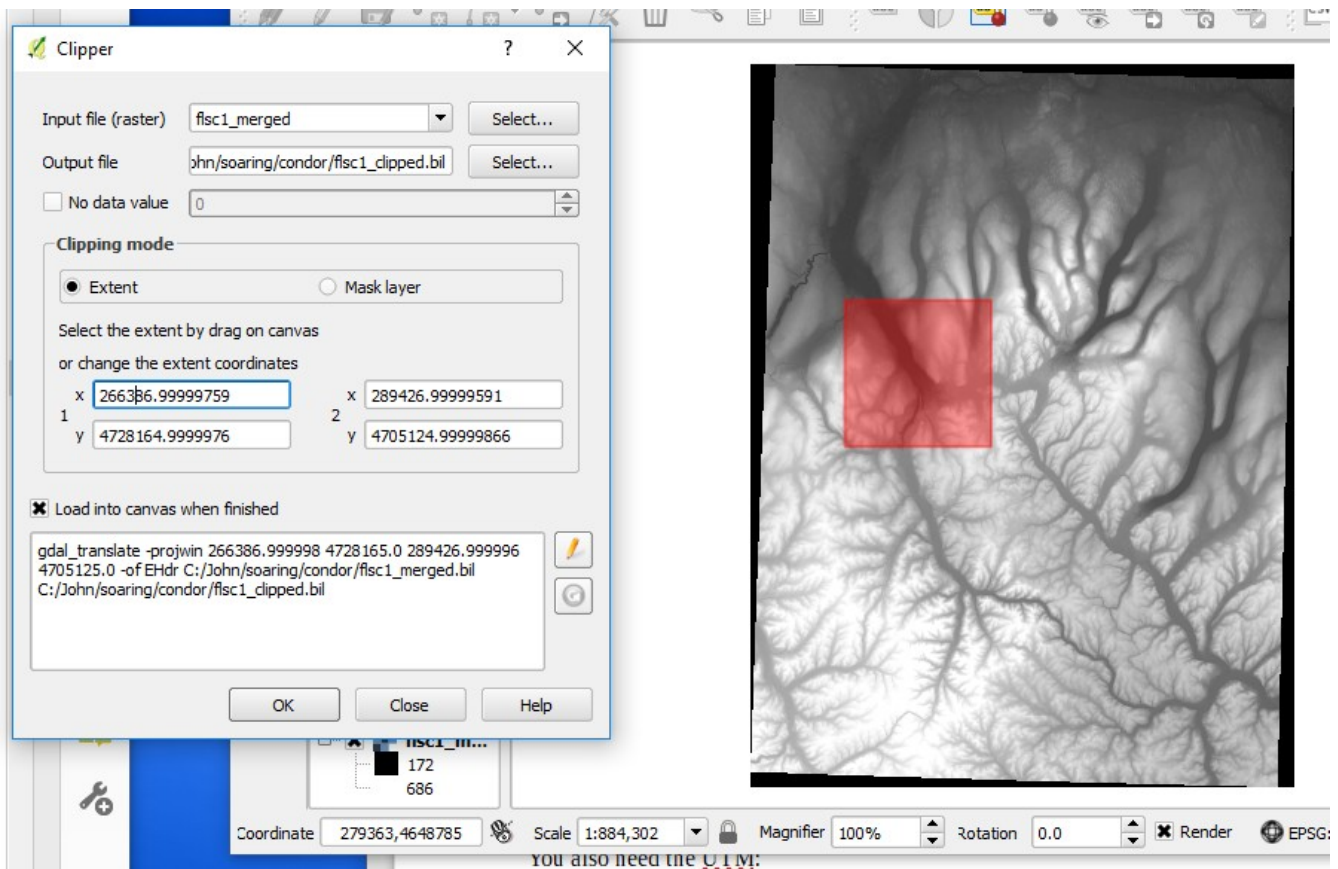 Clipper ?
Input file (raster) flsc1_merged Select...
Output file ohn/soaring/condor/flsc1_clipped.bil Select...
No data value 0
Clipping mode
Extent Mask layer
Select the extent by drag on canvas
or change the extent coordinates
x 266386.99999759 x 289426.99999591
1 2
y 4728164.9999976 y 4705124.99999866
Load into canvas when finished
gdal_translate -projwin 266386.999998 4728165.0 289426.999996
4705125.0 -of EHdr C:/John/soaring/condor/flsc1_merged.bil
C:/John/soaring/condor/flsc1_clipped.bil
OK Close Help
flsc1_m...
172
686
Coordinate 279363,4648785 Scale 1:884,302 Magnifier 100% Rotation 0.0 Render EPSG:
You also need the UTM: